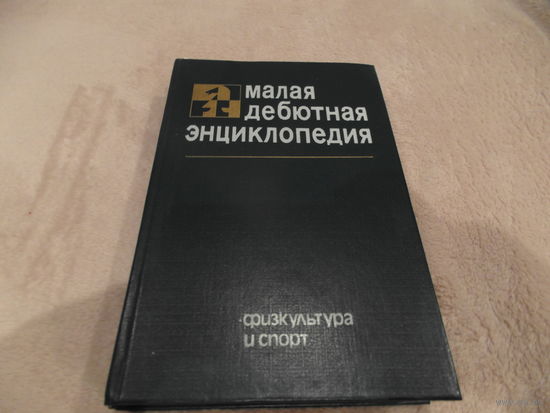 малая
дебютная
энциклопедия
физкультура
и спорт